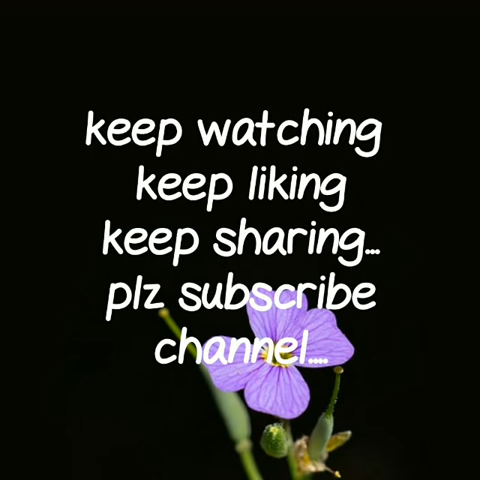 keep watching
keep liking
keep sharing...
plz subscribe
channel....